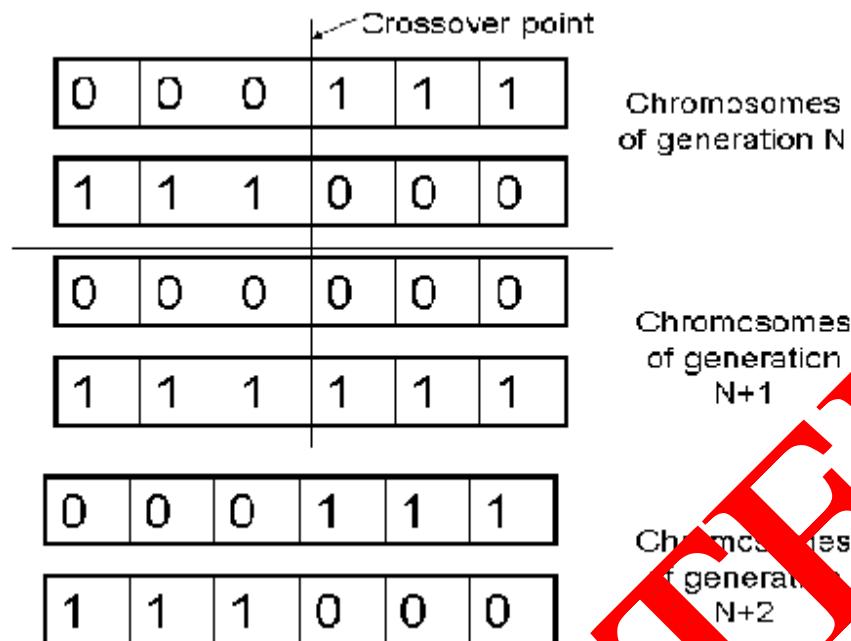 Crossover point
0 0 0 1 1 1
Chromosomes
of generation N
1 1 1 0 0 0
0 0 0 0 0 0
Chromosomes
of generation
N+1
1 1 1 1 1 1
0 0 0 1 1 1
1 1 1 0 0 0
N+2